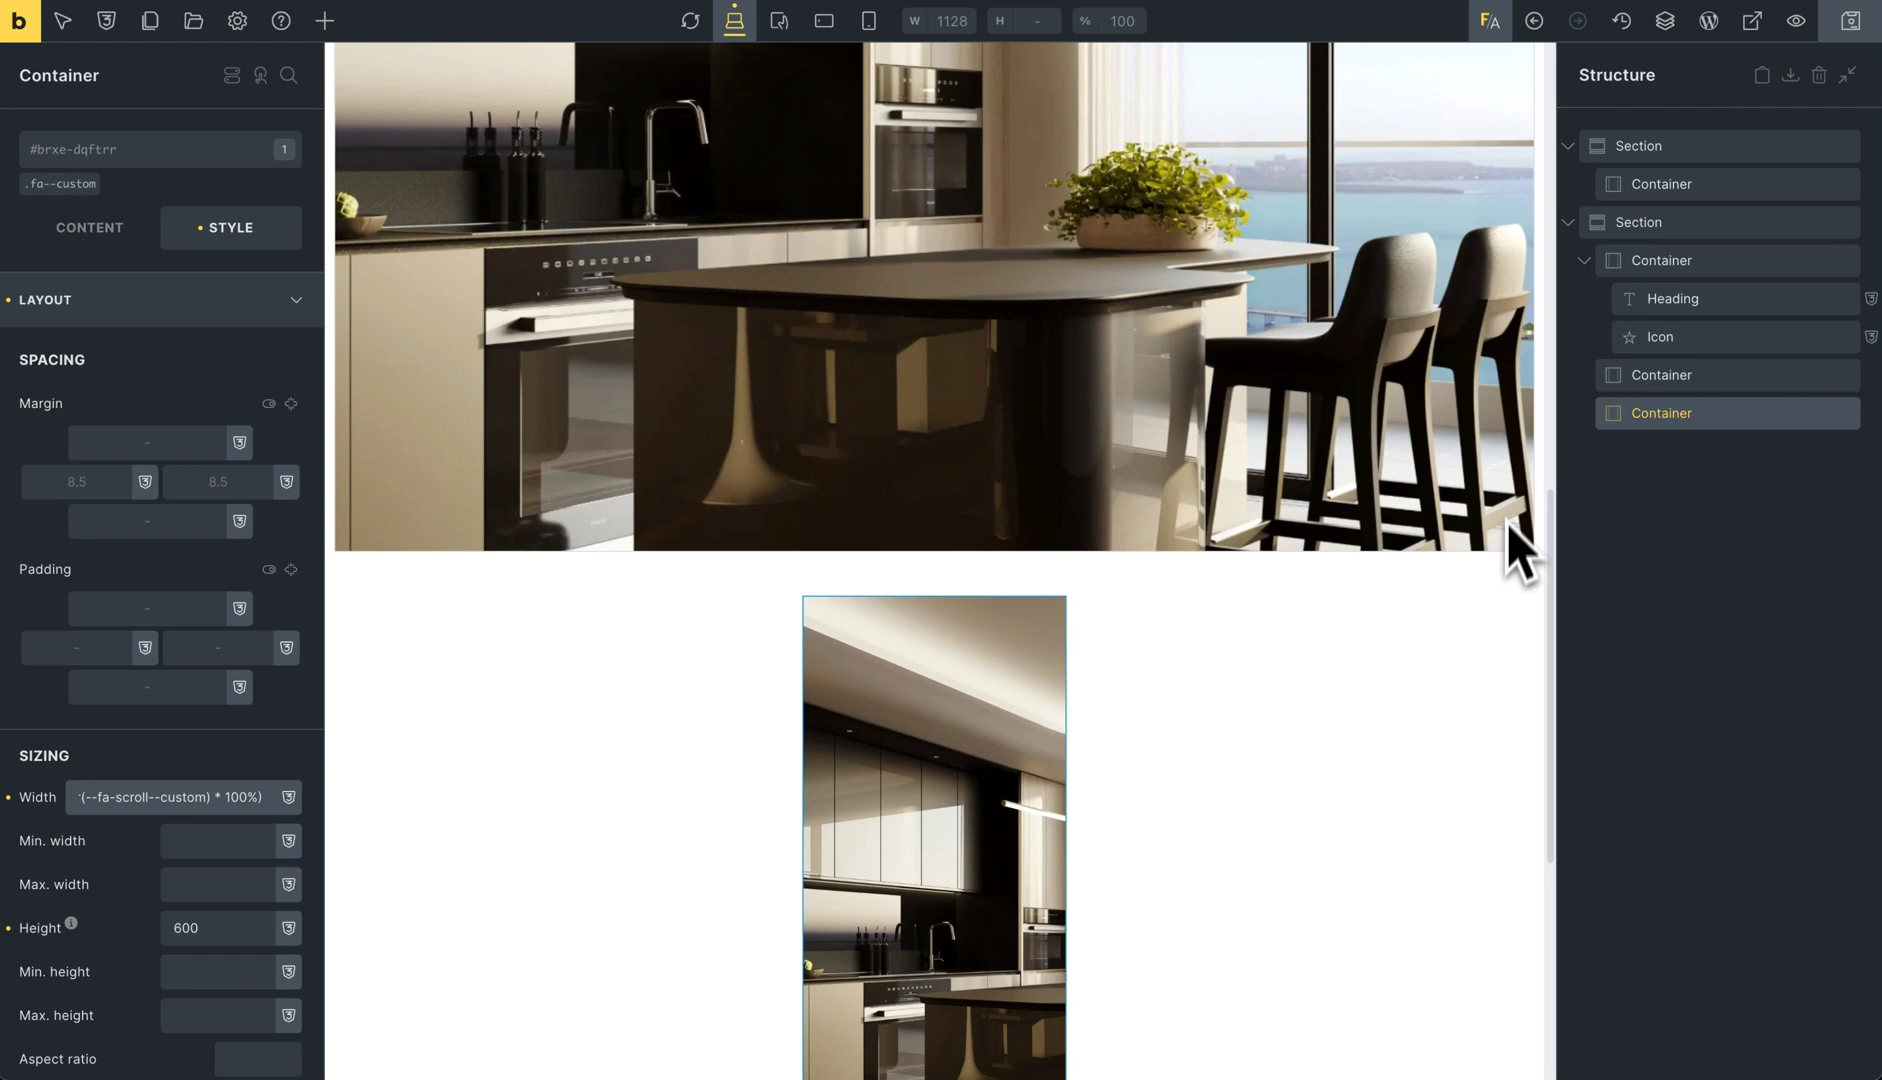 b
W 1128
H -
% 100
F/A
Container
#brxe-dqftrr 1
.fa--custom
CONTENT
STYLE
LAYOUT
SPACING
Margin
-
8.5
8.5
-
Padding
-
-
-
-
SIZING
Width (--fa-scroll--custom) * 100%)
Min. width
Max. width
Height 600
Min. height
Max. height
Aspect ratio
Structure
Section
Container
Section
Container
Heading
Icon
Container
Container